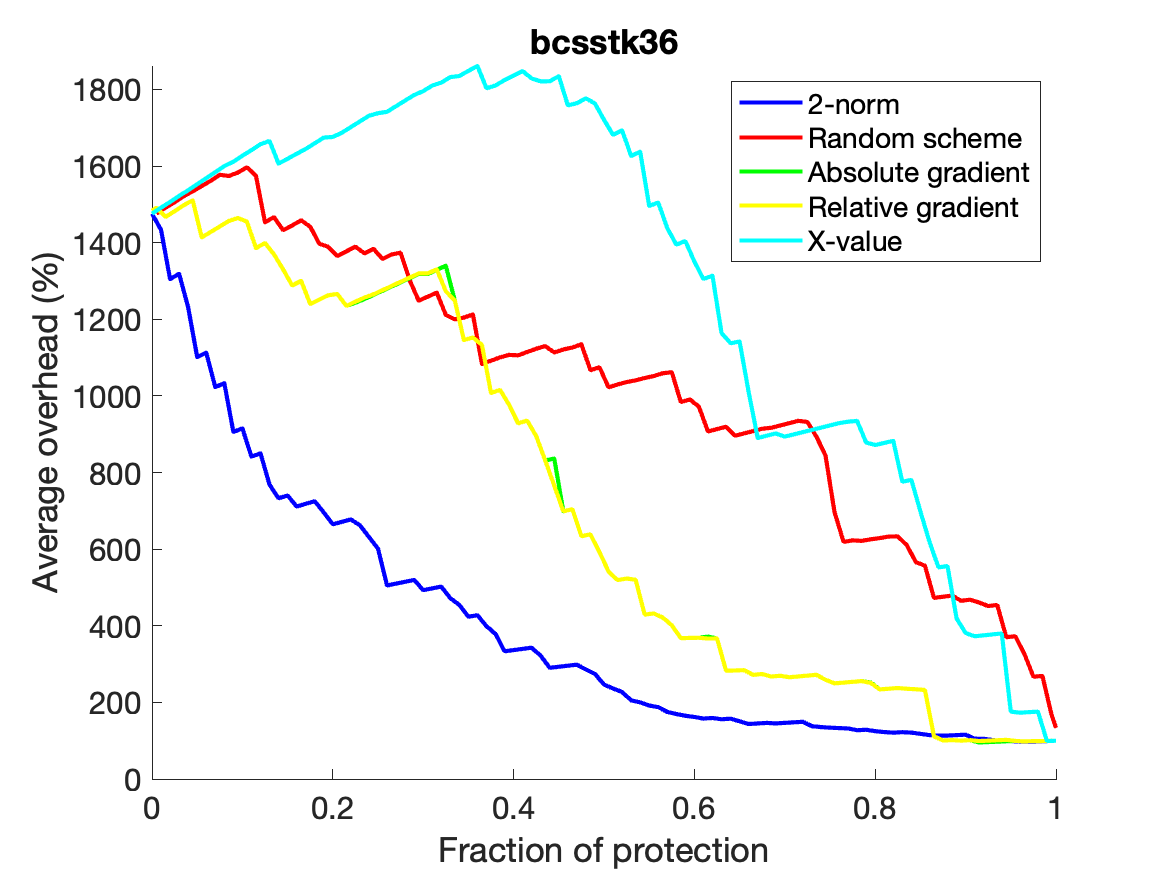 bcsstk36
1800
1600
1400
1200
1000
800
600
400
200
0
Average overhead (%)
2-norm
Random scheme
Absolute gradient
Relative gradient
X-value
0
0.2
0.4
0.6
0.8
1
Fraction of protection